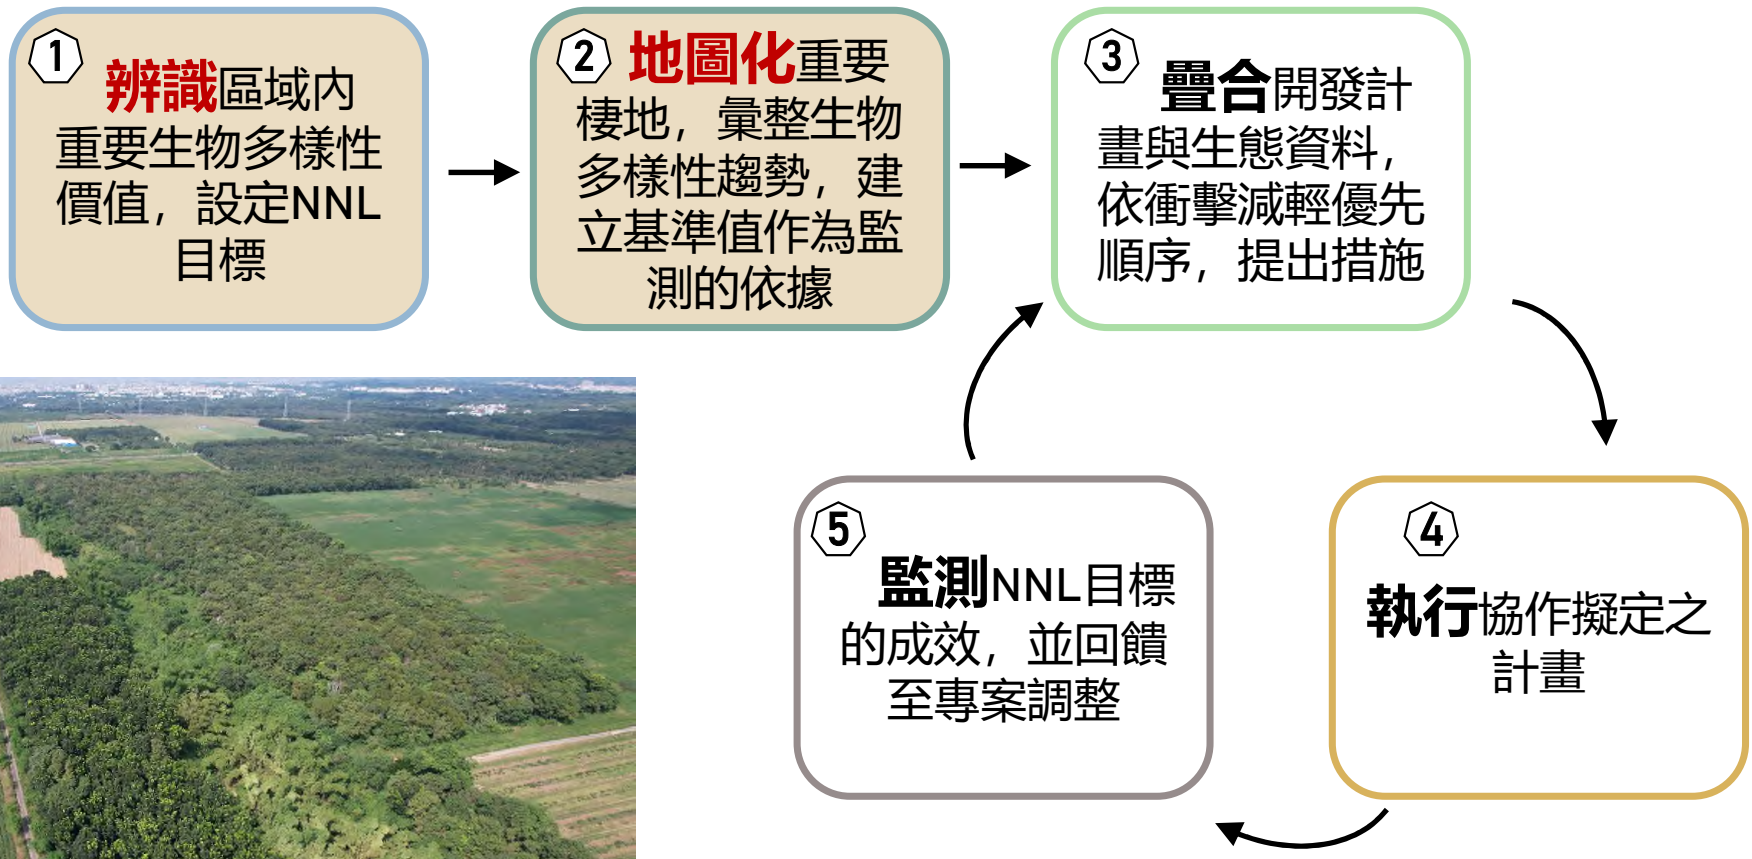 1
辨識區域內
重要生物多樣性
價值，設定NNL
目標
2
地圖化重要
棲地，彙整生物
多樣性趨勢，建
立基準值作為監
測的依據
3
疊合開發計
畫與生態資料，
依衝擊減輕優先
順序，提出措施
4
執行協作擬定之
計畫
5
監測NNL目標
的成效，並回饋
至專案調整